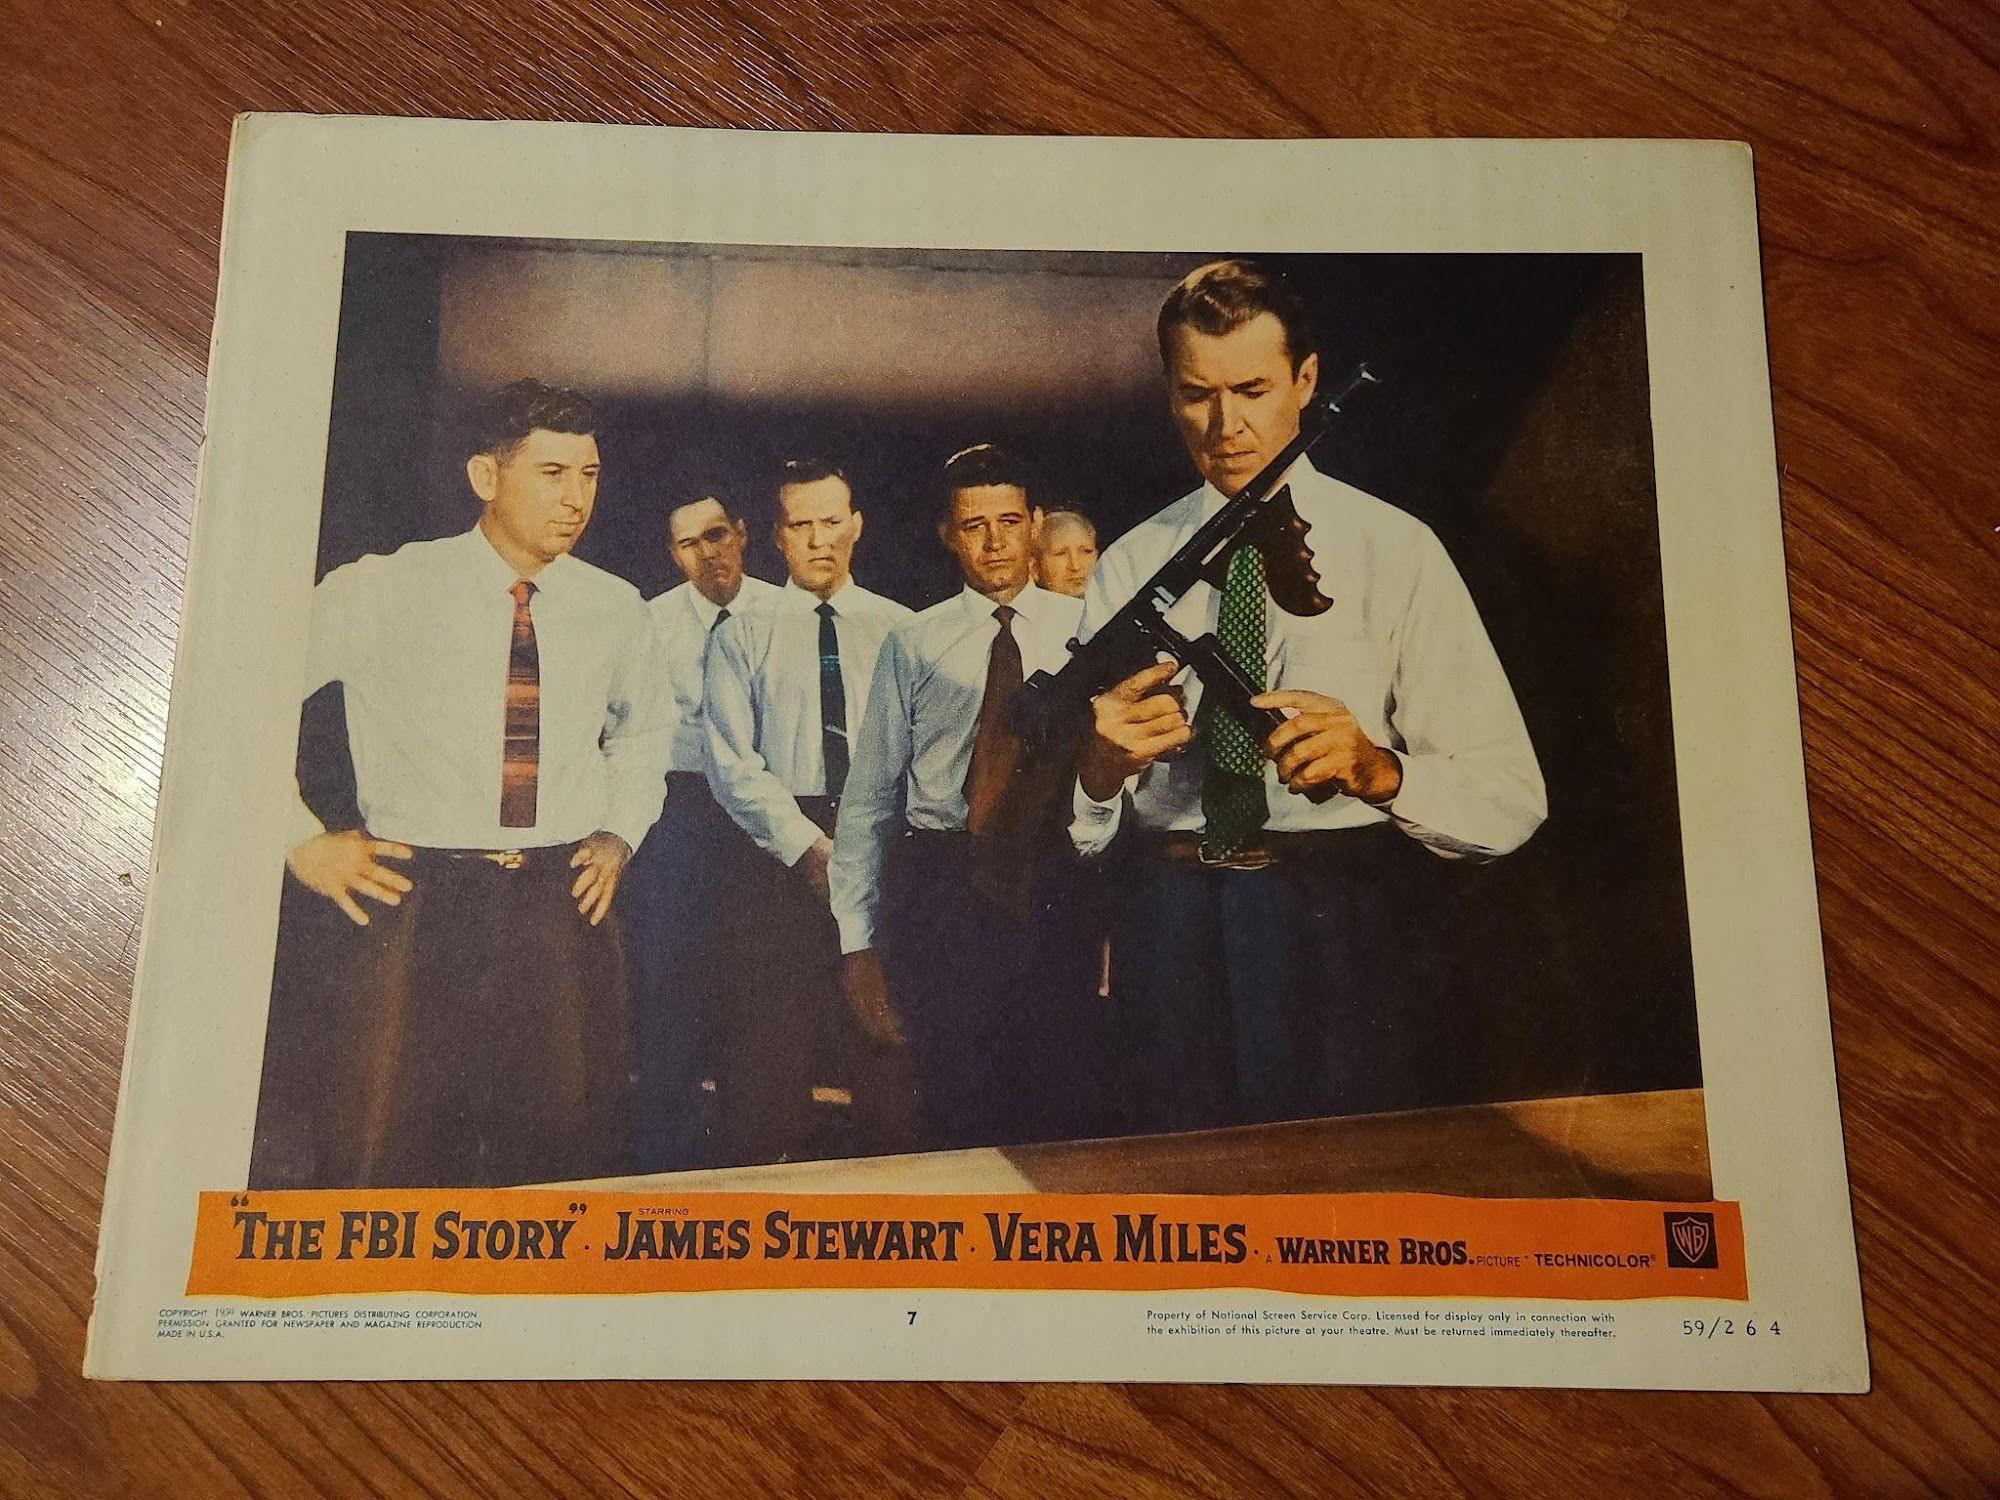 "THE FBI STORY" · STARRING JAMES STEWART · VERA MILES · A WARNER BROS. PICTURE · TECHNICOLOR® WB
COPYRIGHT 1959 WARNER BROS. PICTURES DISTRIBUTING CORPORATION
PERMISSION GRANTED FOR NEWSPAPER AND MAGAZINE REPRODUCTION
MADE IN U.S.A.
7
Property of National Screen Service Corp. Licensed for display only in connection with
the exhibition of this picture at your theatre. Must be returned immediately thereafter.
59/264